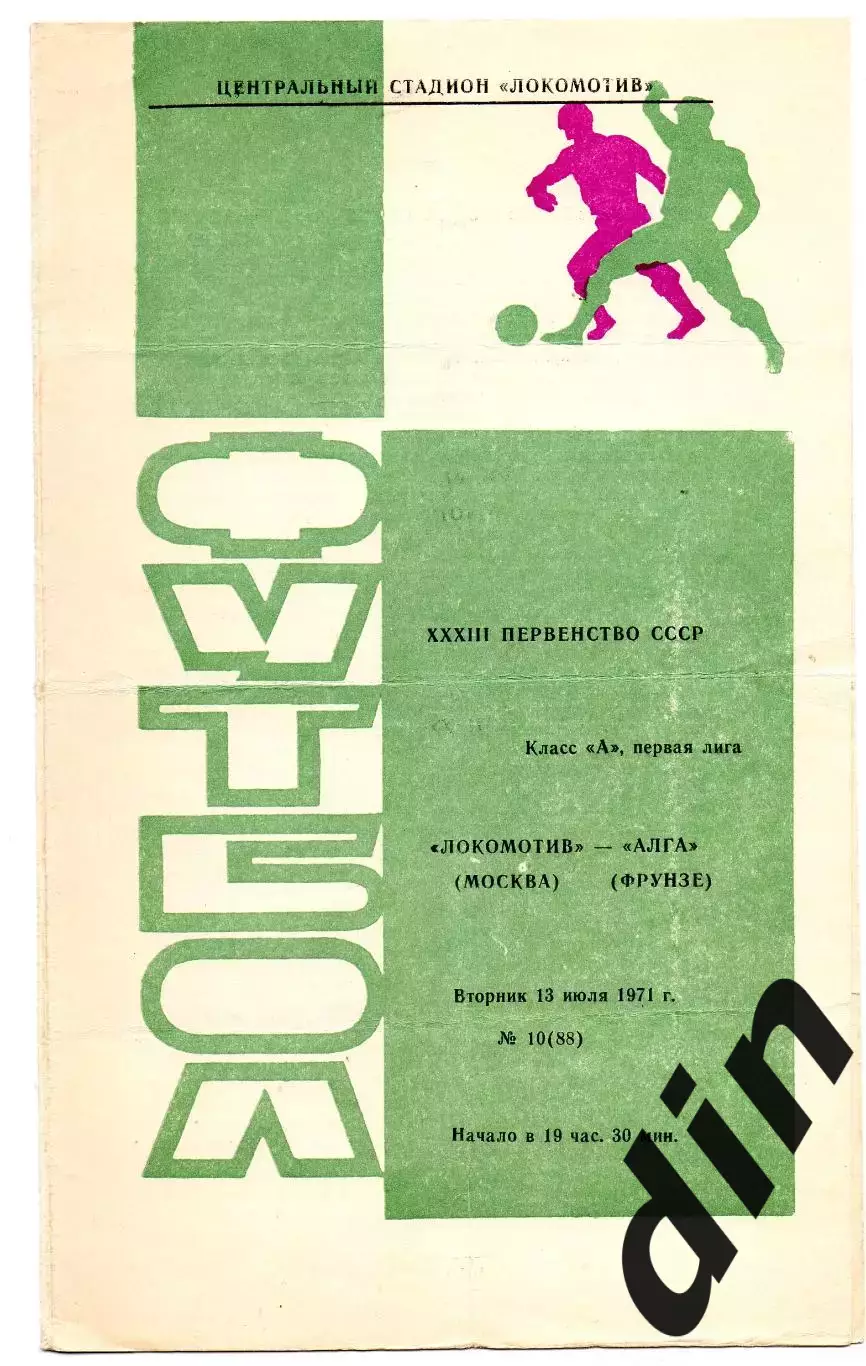 ЦЕНТРАЛЬНЫЙ СТАДИОН «ЛОКОМОТИВ»
ФУТБОЛ
XXXIII ПЕРВЕНСТВО СССР
Класс «А», первая лига
«ЛОКОМОТИВ» — «АЛГА»
(МОСКВА) (ФРУНЗЕ)
Вторник 13 июля 1971 г.
№ 10(88)
Начало в 19 час. 30 мин.
din